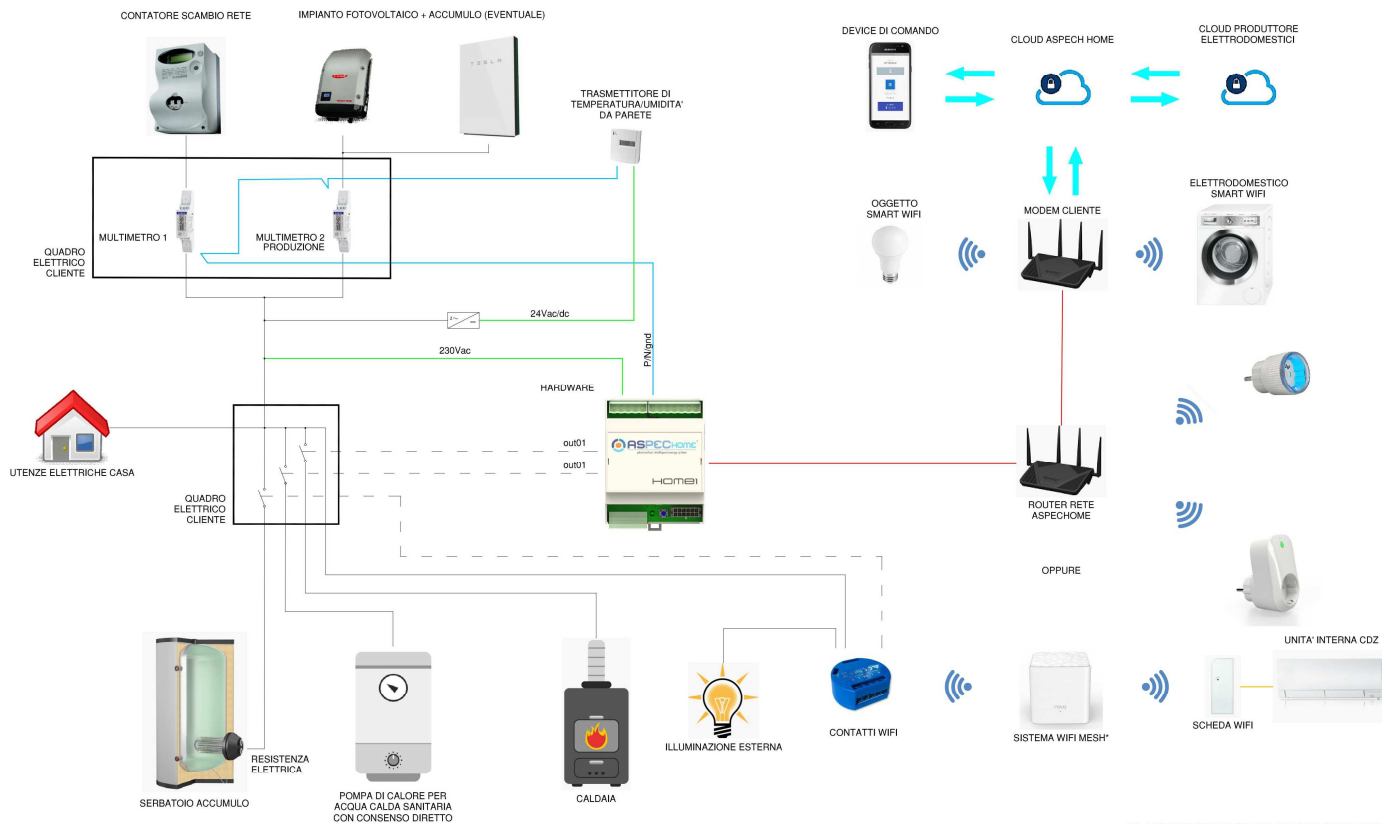 CONTATORE SCAMBIO RETE
IMPIANTO FOTOVOLTAICO + ACCUMULO (EVENTUALE)
TESLA
TRASMETTITORE DI
TEMPERATURA/UMIDITA'
DA PARETE
DEVICE DI COMANDO
CLOUD ASPECH HOME
CLOUD PRODUTTORE
ELETTRODOMESTICI
OGGETTO
SMART WIFI
MODEM CLIENTE
ELETTRODOMESTICO
SMART WIFI
MULTIMETRO 1
MULTIMETRO 2
PRODUZIONE
QUADRO
ELETTRICO
CLIENTE
24Vac/dc
230Vac
P/N/gnd
HARDWARE
ASPECHOME
HOME1
out01
out01
UTENZE ELETTRICHE CASA
QUADRO
ELETTRICO
CLIENTE
ROUTER RETE
ASPECHOME
OPPURE
UNITA' INTERNA CDZ
SCHEDA WIFI
SISTEMA WIFI MESH*
CONTATTI WIFI
ILLUMINAZIONE ESTERNA
RESISTENZA
ELETTRICA
SERBATOIO ACCUMULO
POMPA DI CALORE PER
ACQUA CALDA SANITARIA
CON CONSENSO DIRETTO
CALDAIA